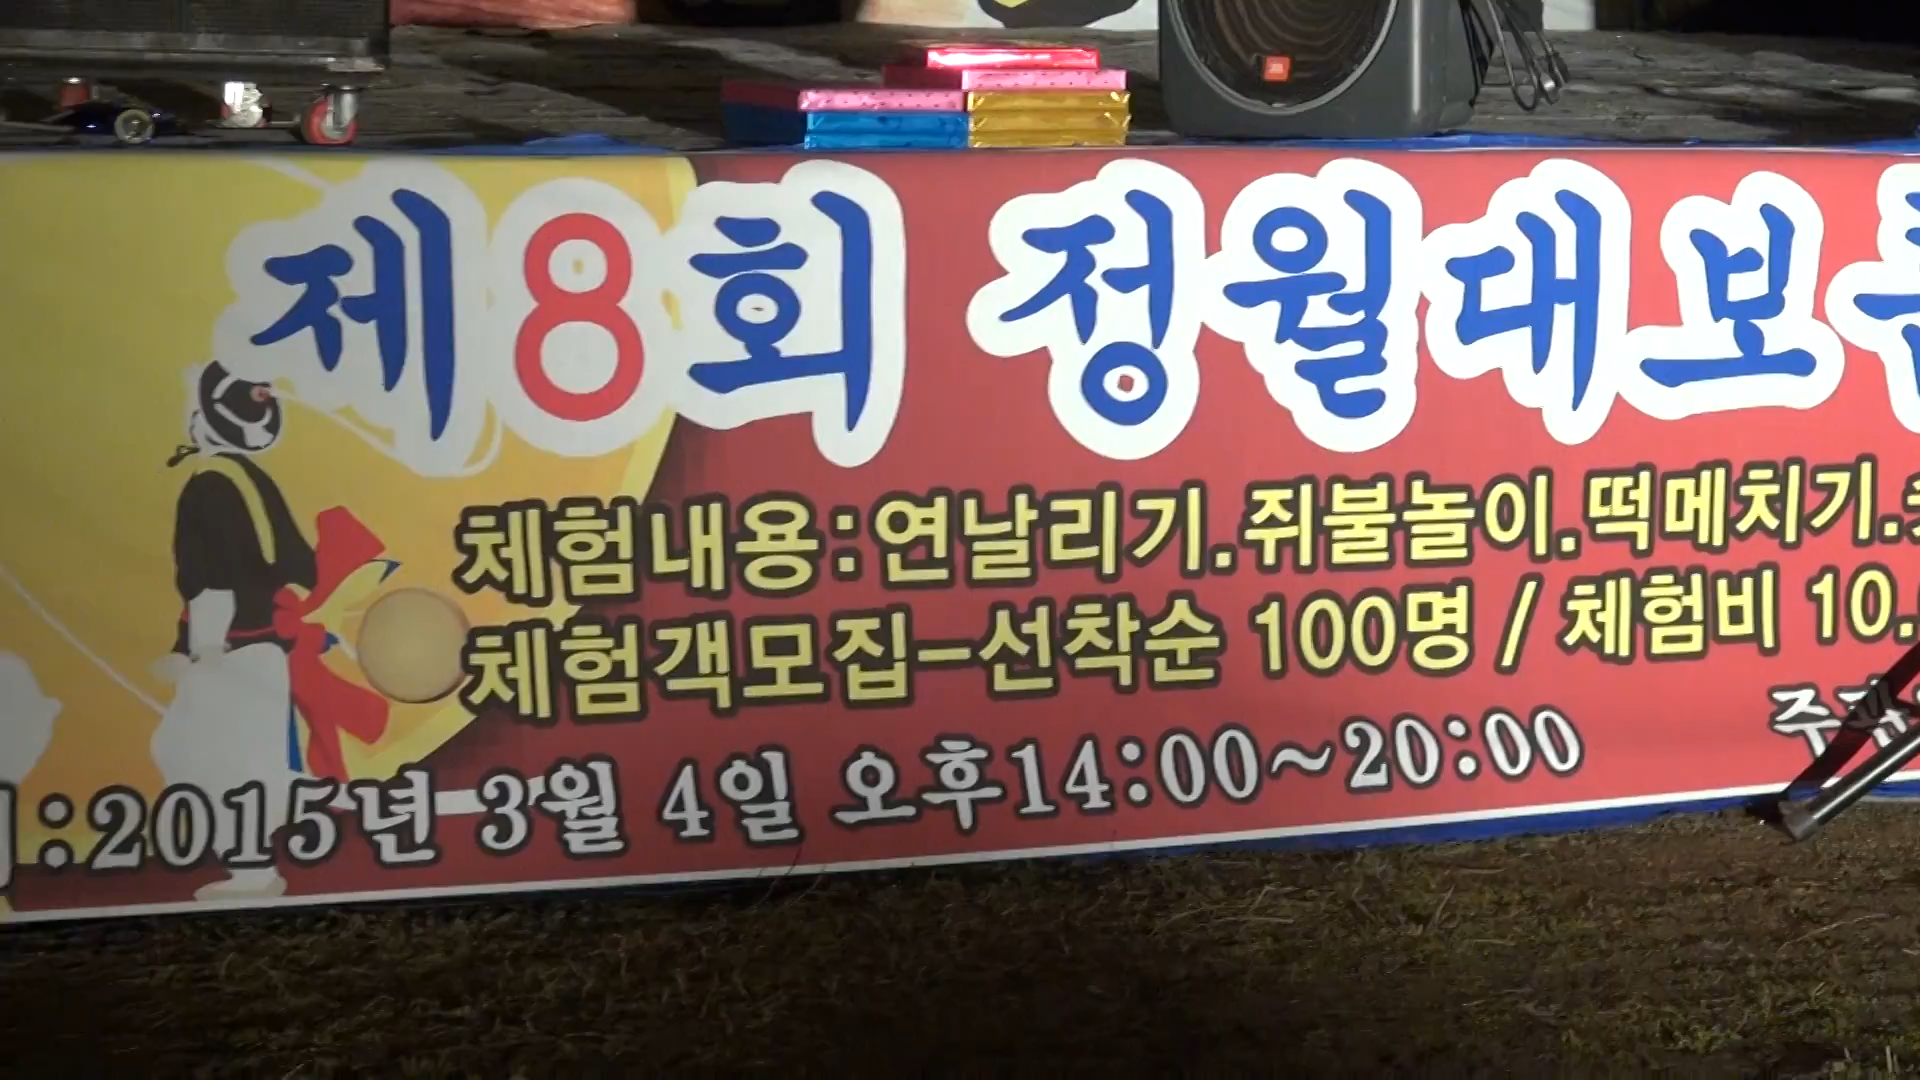 제8회 정월대보
체험내용:연날리기.쥐불놀이.떡메치기.
체험객모집-선착순 100명 / 체험비 10.
:2015년 3월 4일 오후14:00~20:00